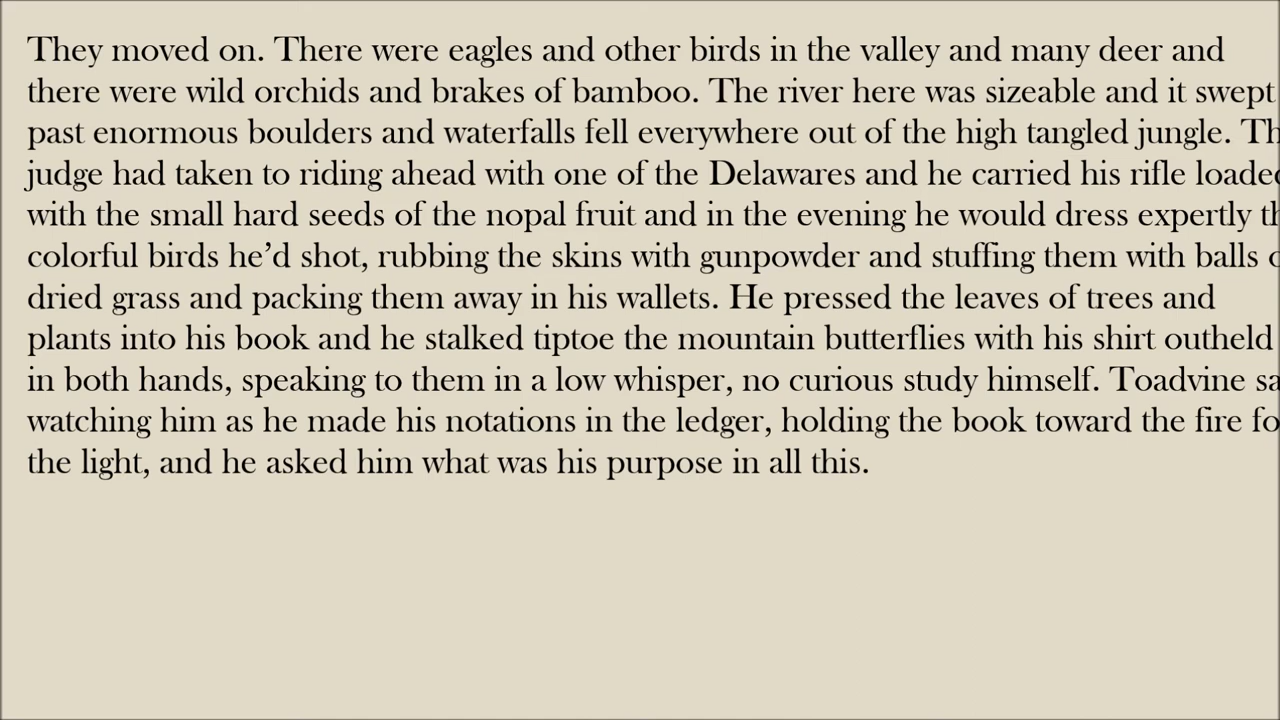 They moved on. There were eagles and other birds in the valley and many deer and
there were wild orchids and brakes of bamboo. The river here was sizeable and it swept
past enormous boulders and waterfalls fell everywhere out of the high tangled jungle. Th
judge had taken to riding ahead with one of the Delawares and he carried his rifle loaded
with the small hard seeds of the nopal fruit and in the evening he would dress expertly th
colorful birds he’d shot, rubbing the skins with gunpowder and stuffing them with balls o
dried grass and packing them away in his wallets. He pressed the leaves of trees and
plants into his book and he stalked tiptoe the mountain butterflies with his shirt outheld
in both hands, speaking to them in a low whisper, no curious study himself. Toadvine sa
watching him as he made his notations in the ledger, holding the book toward the fire fo
the light, and he asked him what was his purpose in all this.